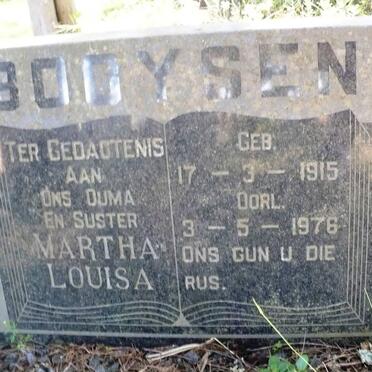 BOOYSEN
TER GEDAGTENIS
AAN
ONS OUMA
EN SUSTER
MARTHA
LOUISA
GEB.
17 - 3 - 1915
OORL.
3 - 5 - 1976
ONS GUN U DIE
RUS.